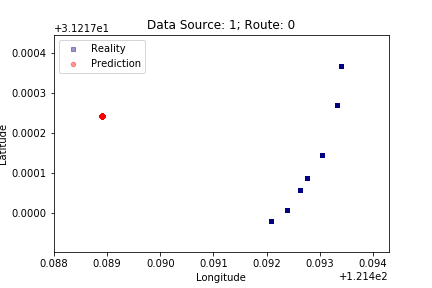 Data Source: 1; Route: 0
+3.1217e1
Reality
Prediction
0.0004
0.0003
0.0002
0.0001
0.0000
Latitude
0.088 0.089 0.090 0.091 0.092 0.093 0.094
Longitude
+1.214e2